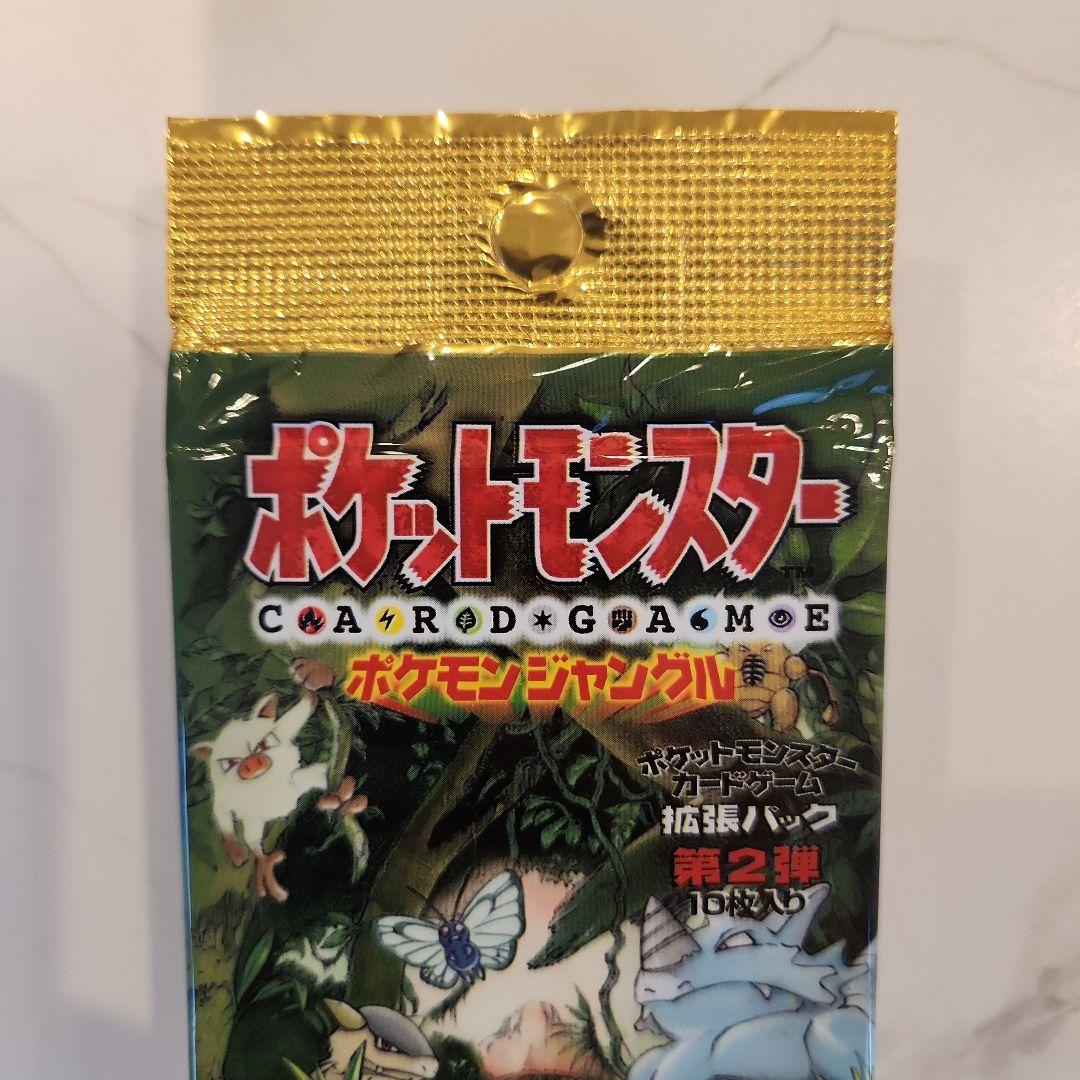 ポケットモンスター
TM
CARD GAME
ポケモンジャングル
ポケットモンスター
カードゲーム
拡張パック
第2弾
10枚入り